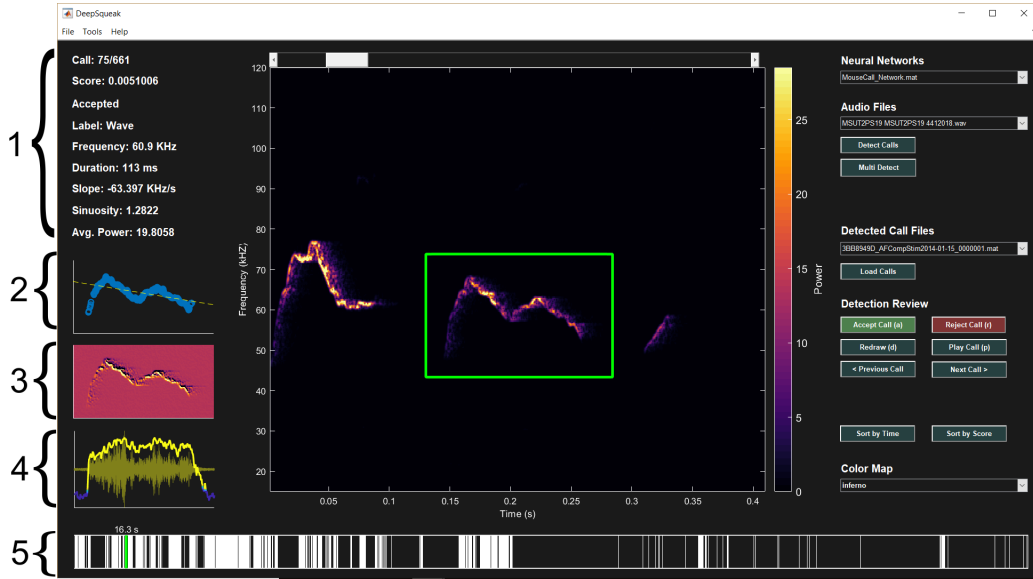 DeepSqueak
File Tools Help
1
Call: 75/661
Score: 0.0051006
Accepted
Label: Wave
Frequency: 60.9 KHz
Duration: 113 ms
Slope: -63.397 KHz/s
Sinuosity: 1.2822
Avg. Power: 19.8058
2
3
4
16.3 s
5
Frequency (kHZ)
120
110
100
90
80
70
60
50
40
30
20
0.05 0.1 0.15 0.2 0.25 0.3 0.35 0.4
Time (s)
25
20
15
10
5
0
Power
Neural Networks
MouseCall_Network.mat
Audio Files
MSUT2PS19 MSUT2PS19 4412018.wav
Detect Calls
Multi Detect
Detected Call Files
3BB8949D_AFCompStim2014-01-15_0000001.mat
Load Calls
Detection Review
Accept Call (a) Reject Call (r)
Redraw (d) Play Call (p)
< Previous Call Next Call >
Sort by Time Sort by Score
Color Map
inferno